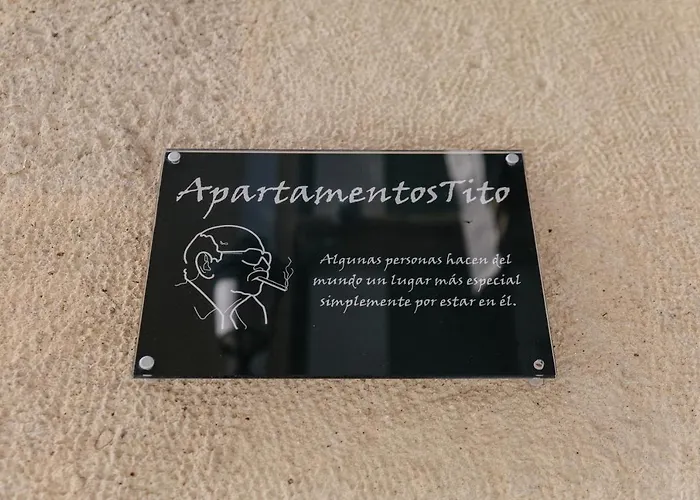 ApartamentosTito
Algunas personas hacen del
mundo un lugar más especial
simplemente por estar en él.